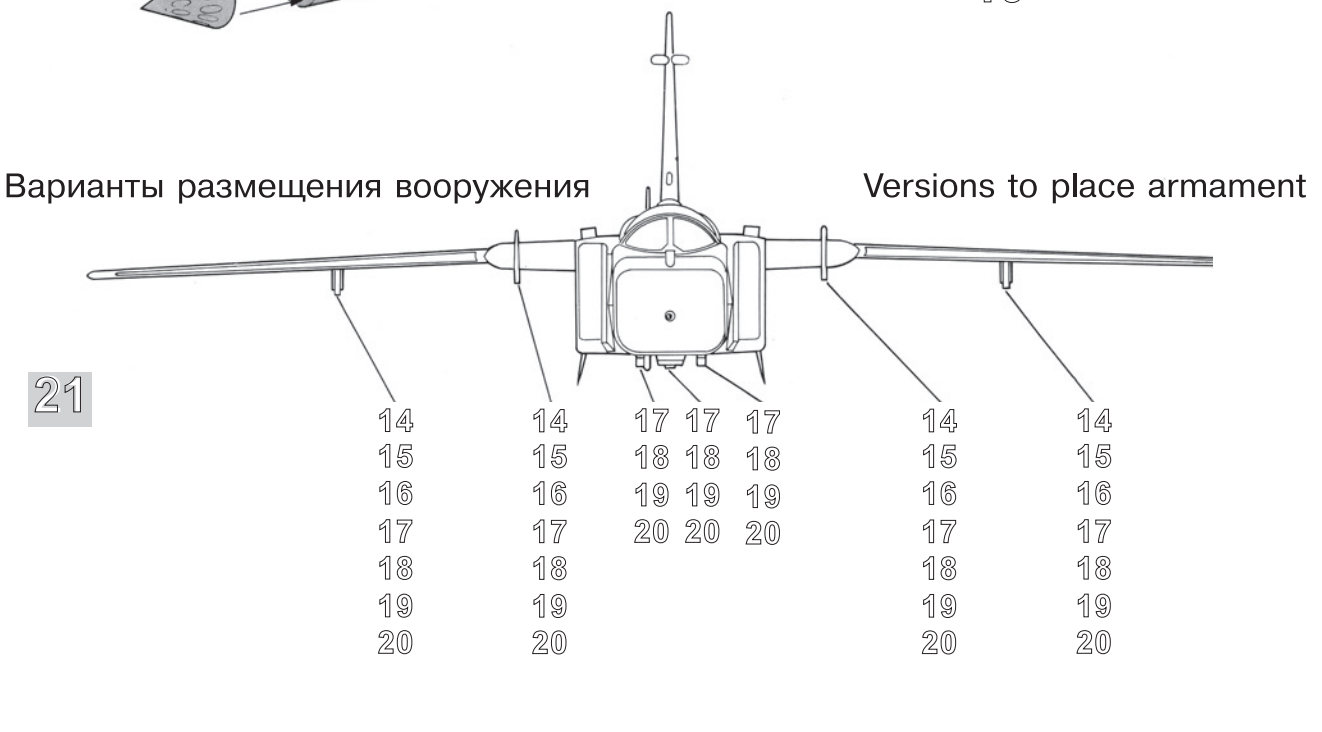 Варианты размещения вооружения
Versions to place armament
21
14 14 17 17 17 14 14
15 15 18 18 18 15 15
16 16 19 19 19 16 16
17 17 20 20 20 17 17
18 18 18 18
19 19 19 19
20 20 20 20